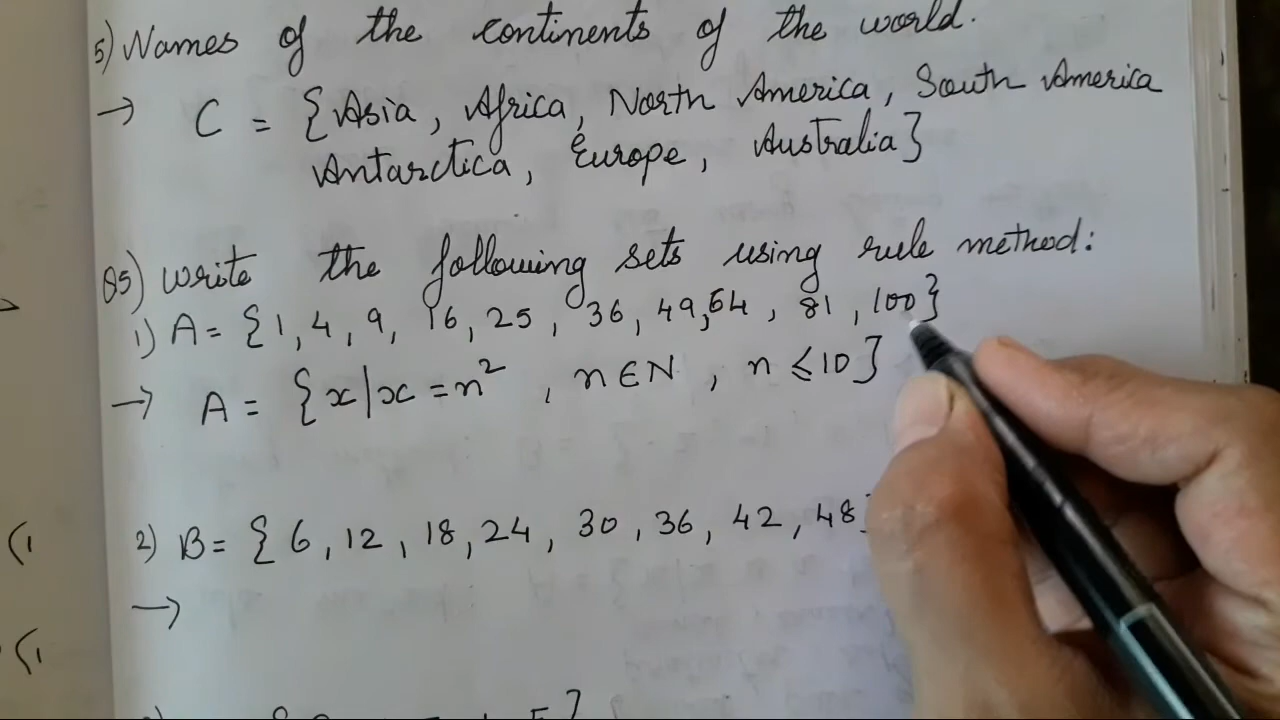 5) Names of the continents of the world.
→ C = {Asia, Africa, North America, South America
Antarctica, Europe, Australia}
Q5) Write the following sets using rule method:
1) A = {1, 4, 9, 16, 25, 36, 49, 64, 81, 100}
→ A = {x|x = n², n∈N, n ≤ 10}
2) B = {6, 12, 18, 24, 30, 36, 42, 48}
→